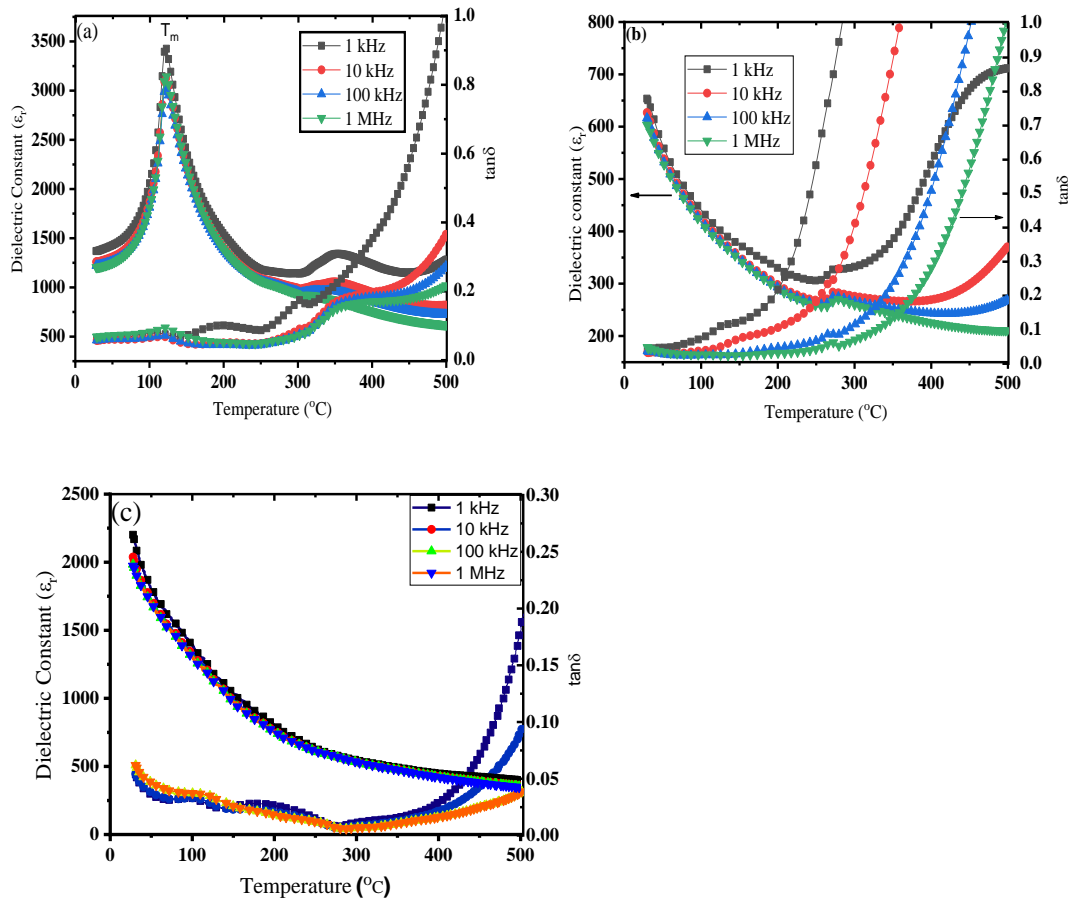 (a)
Tm
1 kHz
10 kHz
100 kHz
1 MHz
3500
3000
2500
2000
1500
1000
500
Dielectric Constant (εr)
1.0
0.8
0.6
0.4
0.2
0.0
tanδ
0
100
200
300
400
500
Temperature (oC)
(b)
1 kHz
10 kHz
100 kHz
1 MHz
800
700
600
500
400
300
200
Dielectric constant (εr)
1.0
0.9
0.8
0.7
0.6
0.5
0.4
0.3
0.2
0.1
0.0
tanδ
0
100
200
300
400
500
Temperature (oC)
(c)
1 kHz
10 kHz
100 kHz
1 MHz
2500
2000
1500
1000
500
0
Dielectric Constant (εr)
0.30
0.25
0.20
0.15
0.10
0.05
0.00
tanδ
0
100
200
300
400
500
Temperature (oC)